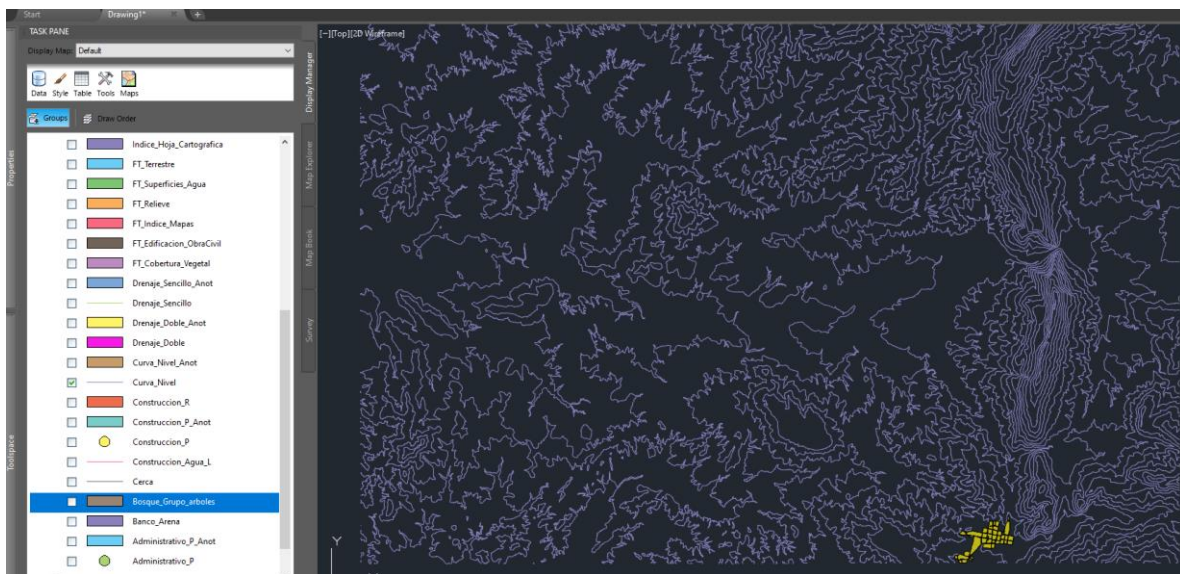 Start
Drawing1*
TASK PANE
Display Map: Default
Data Style Table Tools Maps
Groups
Draw Order
Indice_Hoja_Cartografica
FT_Terrestre
FT_Superficies_Agua
FT_Relieve
FT_Indice_Mapas
FT_Edificacion_ObraCivil
FT_Cobertura_Vegetal
Drenaje_Sencillo_Anot
Drenaje_Sencillo
Drenaje_Doble_Anot
Drenaje_Doble
Curva_Nivel_Anot
Curva_Nivel
Construccion_R
Construccion_P_Anot
Construccion_P
Construccion_Agua_L
Cerca
Bosque_Grupo_arboles
Banco_Arena
Administrativo_P_Anot
Administrativo_P
Properties
Toolspace
Display Manager
Map Explorer
Map Book
Survey
[-][Top][2D Wireframe]
Y